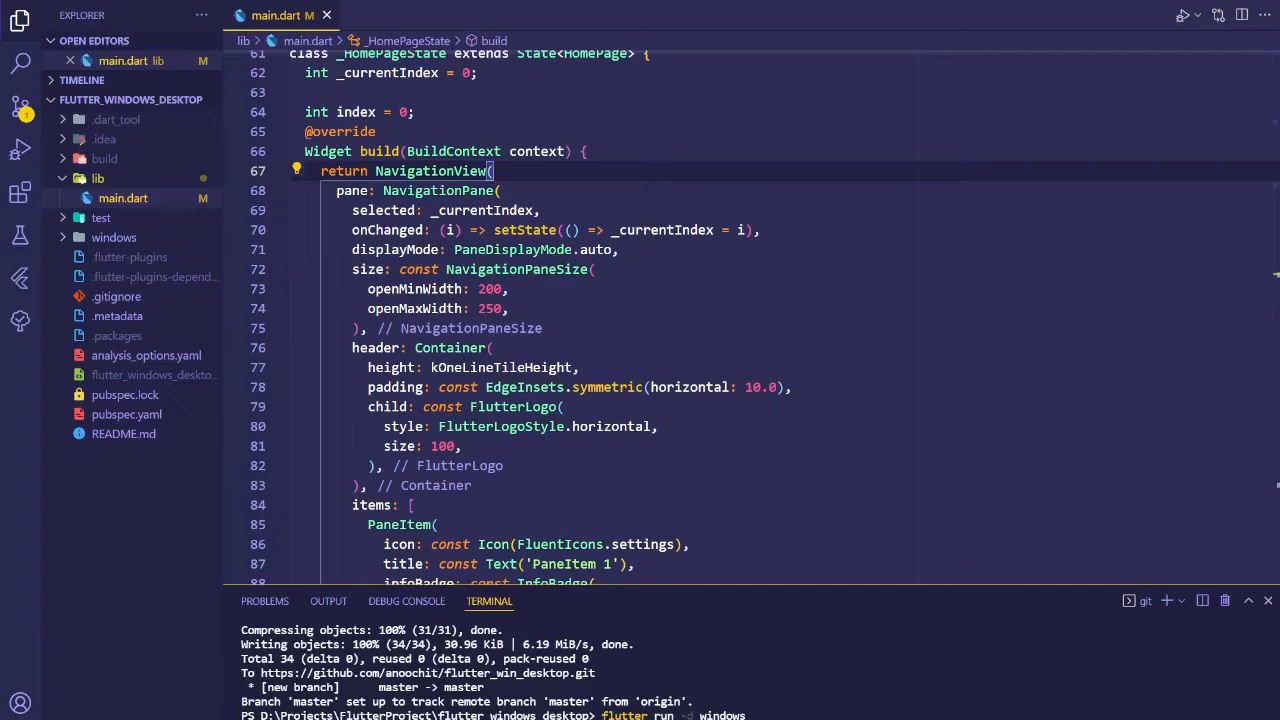 EXPLORER
OPEN EDITORS
main.dart lib M
TIMELINE
FLUTTER_WINDOWS_DESKTOP
.dart_tool
.idea
build
lib
main.dart M
test
windows
.flutter-plugins
.flutter-plugins-depend...
.gitignore
.metadata
.packages
analysis_options.yaml
flutter_windows_deskto...
pubspec.lock
pubspec.yaml
README.md
1
main.dart M
lib > main.dart > _HomePageState > build
61 class _HomePageState extends State<HomePage> {
62 int _currentIndex = 0;
63
64 int index = 0;
65 @override
66 Widget build(BuildContext context) {
67 return NavigationView(
68 pane: NavigationPane(
69 selected: _currentIndex,
70 onChanged: (i) => setState(() => _currentIndex = i),
71 displayMode: PaneDisplayMode.auto,
72 size: const NavigationPaneSize(
73 openMinWidth: 200,
74 openMaxWidth: 250,
75 ), // NavigationPaneSize
76 header: Container(
77 height: kOneLineTileHeight,
78 padding: const EdgeInsets.symmetric(horizontal: 10.0),
79 child: const FlutterLogo(
80 style: FlutterLogoStyle.horizontal,
81 size: 100,
82 ), // FlutterLogo
83 ), // Container
84 items: [
85 PaneItem(
86 icon: const Icon(FluentIcons.settings),
87 title: const Text('PaneItem 1'),
88 infoBadge: const InfoBadge(
PROBLEMS OUTPUT DEBUG CONSOLE TERMINAL git
Compressing objects: 100% (31/31), done.
Writing objects: 100% (34/34), 30.96 KiB | 6.19 MiB/s, done.
Total 34 (delta 0), reused 0 (delta 0), pack-reused 0
To https://github.com/anoochit/flutter_win_desktop.git
* [new branch] master -> master
Branch 'master' set up to track remote branch 'master' from 'origin'.
PS D:\Projects\FlutterProject\flutter_windows_desktop> flutter run -d windows